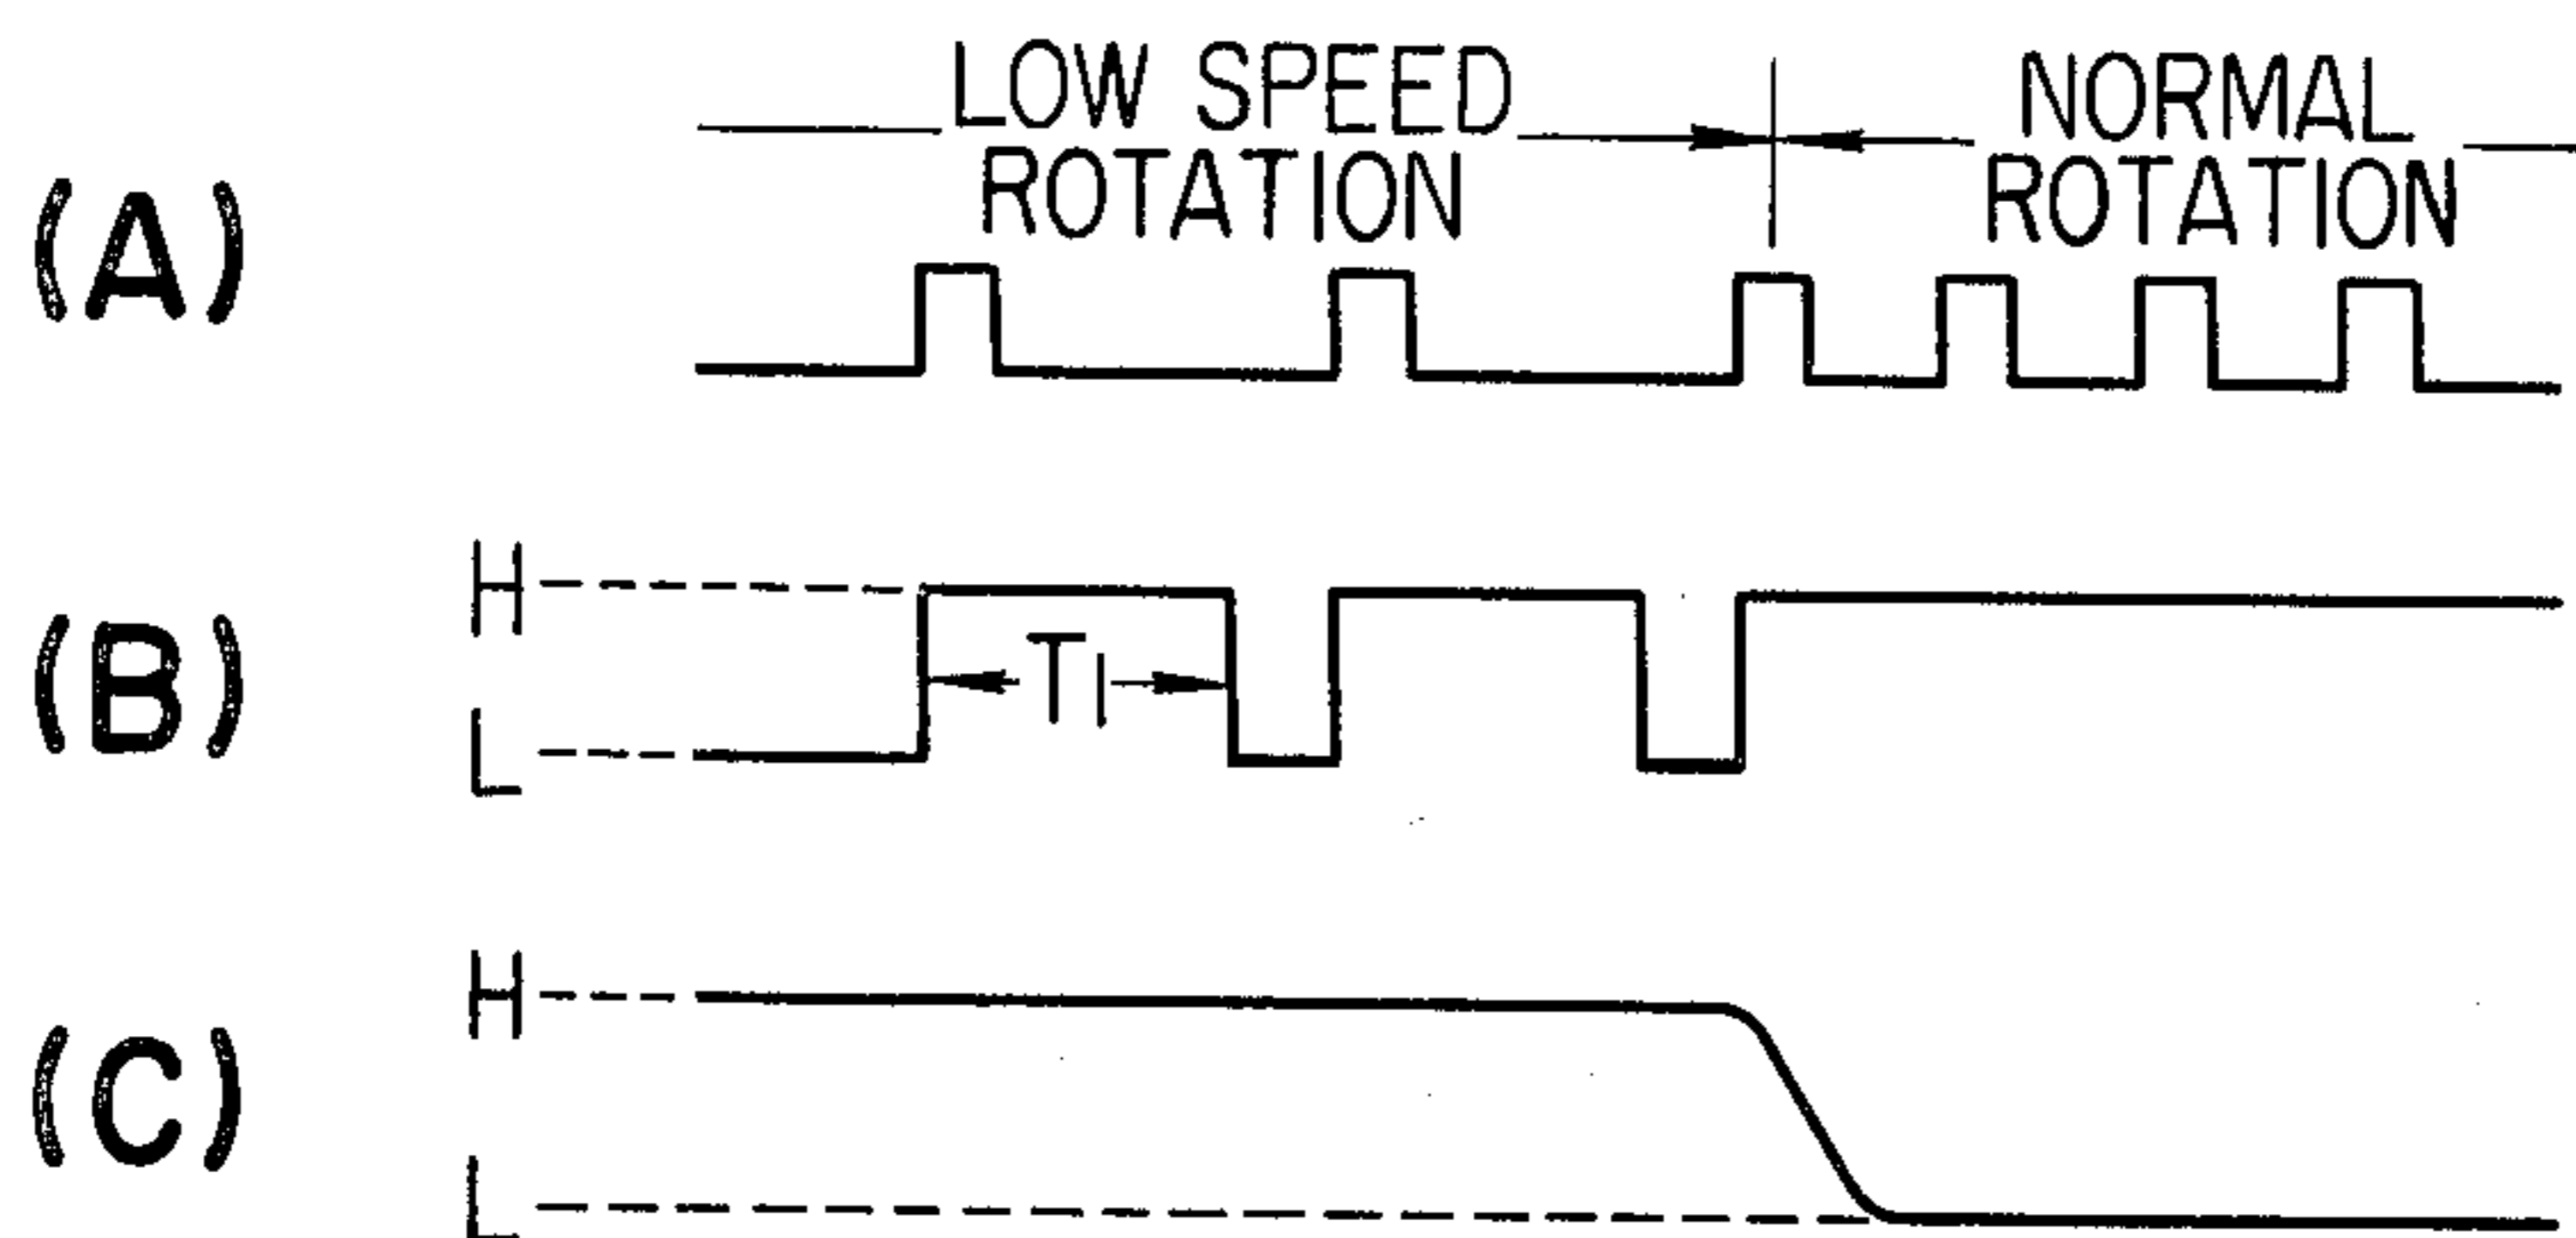 LOW SPEED
ROTATION
NORMAL
ROTATION
(A)
H
(B)
T1
L
H
(C)
L